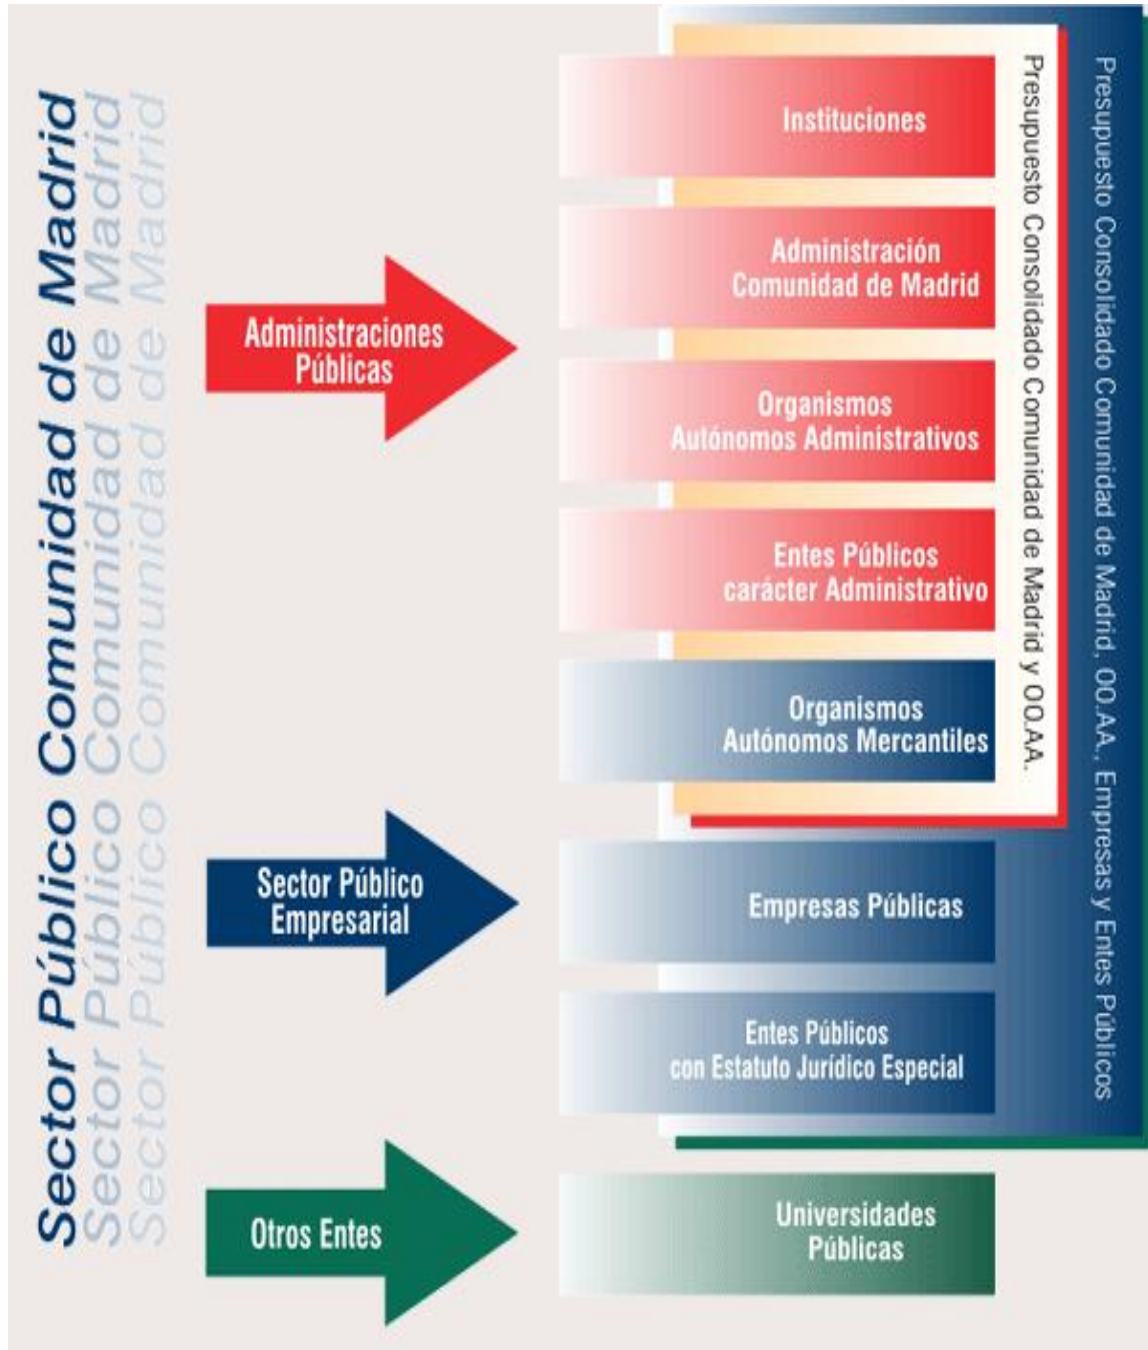 Sector Público Comunidad de Madrid
Sector Público Comunidad de Madrid
Sector Público Comunidad de Madrid
Administraciones
Públicas
Sector Público
Empresarial
Otros Entes
Instituciones
Administración
Comunidad de Madrid
Organismos
Autónomos Administrativos
Entes Públicos
carácter Administrativo
Organismos
Autónomos Mercantiles
Empresas Públicas
Entes Públicos
con Estatuto Jurídico Especial
Universidades
Públicas
Presupuesto Consolidado Comunidad de Madrid y OO.AA.
Presupuesto Consolidado Comunidad de Madrid, OO.AA., Empresas y Entes Públicos